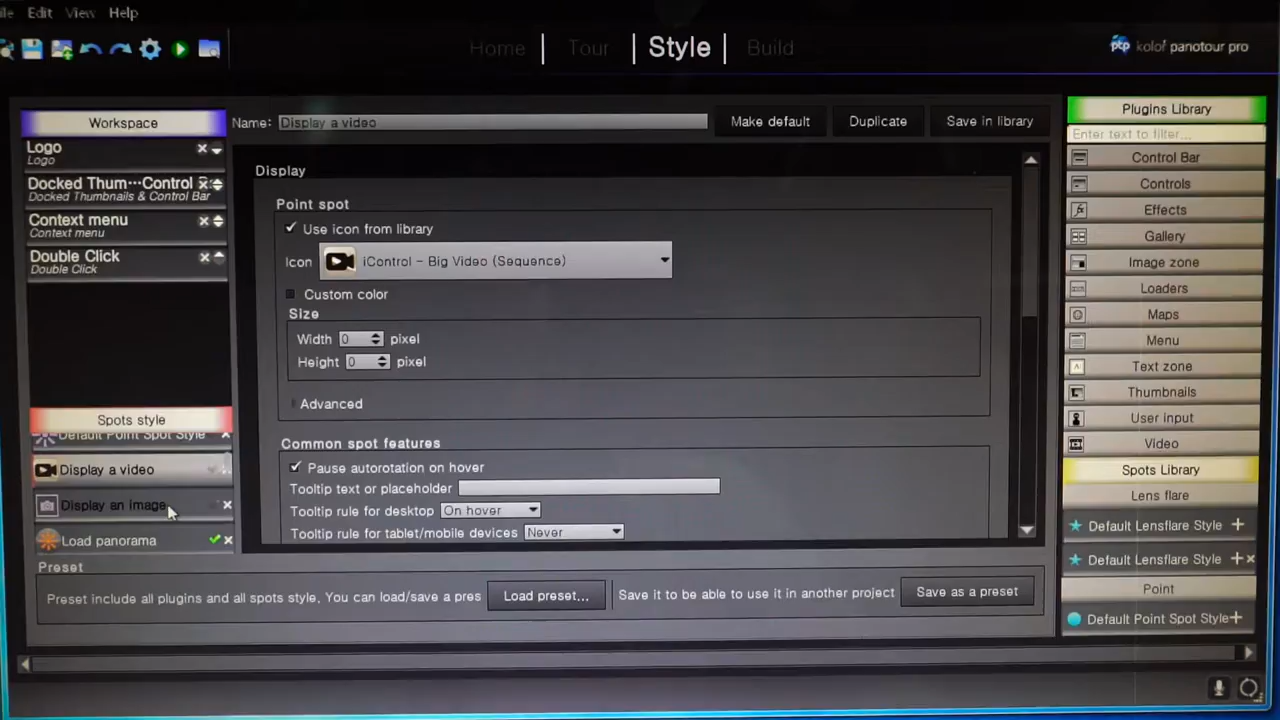 ile Edit View Help
Home | Tour | Style | Build
ptp kolor panotour pro
Workspace
Logo
Logo
Docked Thum···Control B
Docked Thumbnails & Control Bar
Context menu
Context menu
Double Click
Double Click
Spots style
Default Point Spot Style
Display a video
Display an image
Load panorama
Name: Display a video
Make default
Duplicate
Save in library
Display
Point spot
Use icon from library
Icon iControl - Big Video (Sequence)
Custom color
Size
Width 0 pixel
Height 0 pixel
Advanced
Common spot features
Pause autorotation on hover
Tooltip text or placeholder
Tooltip rule for desktop On hover
Tooltip rule for tablet/mobile devices Never
Preset
Preset include all plugins and all spots style. You can load/save a pres
Load preset...
Save it to be able to use it in another project
Save as a preset
Plugins Library
Enter text to filter...
Control Bar
Controls
Effects
Gallery
Image zone
Loaders
Maps
Menu
Text zone
Thumbnails
User input
Video
Spots Library
Lens flare
Default Lensflare Style
Default Lensflare Style
Point
Default Point Spot Style